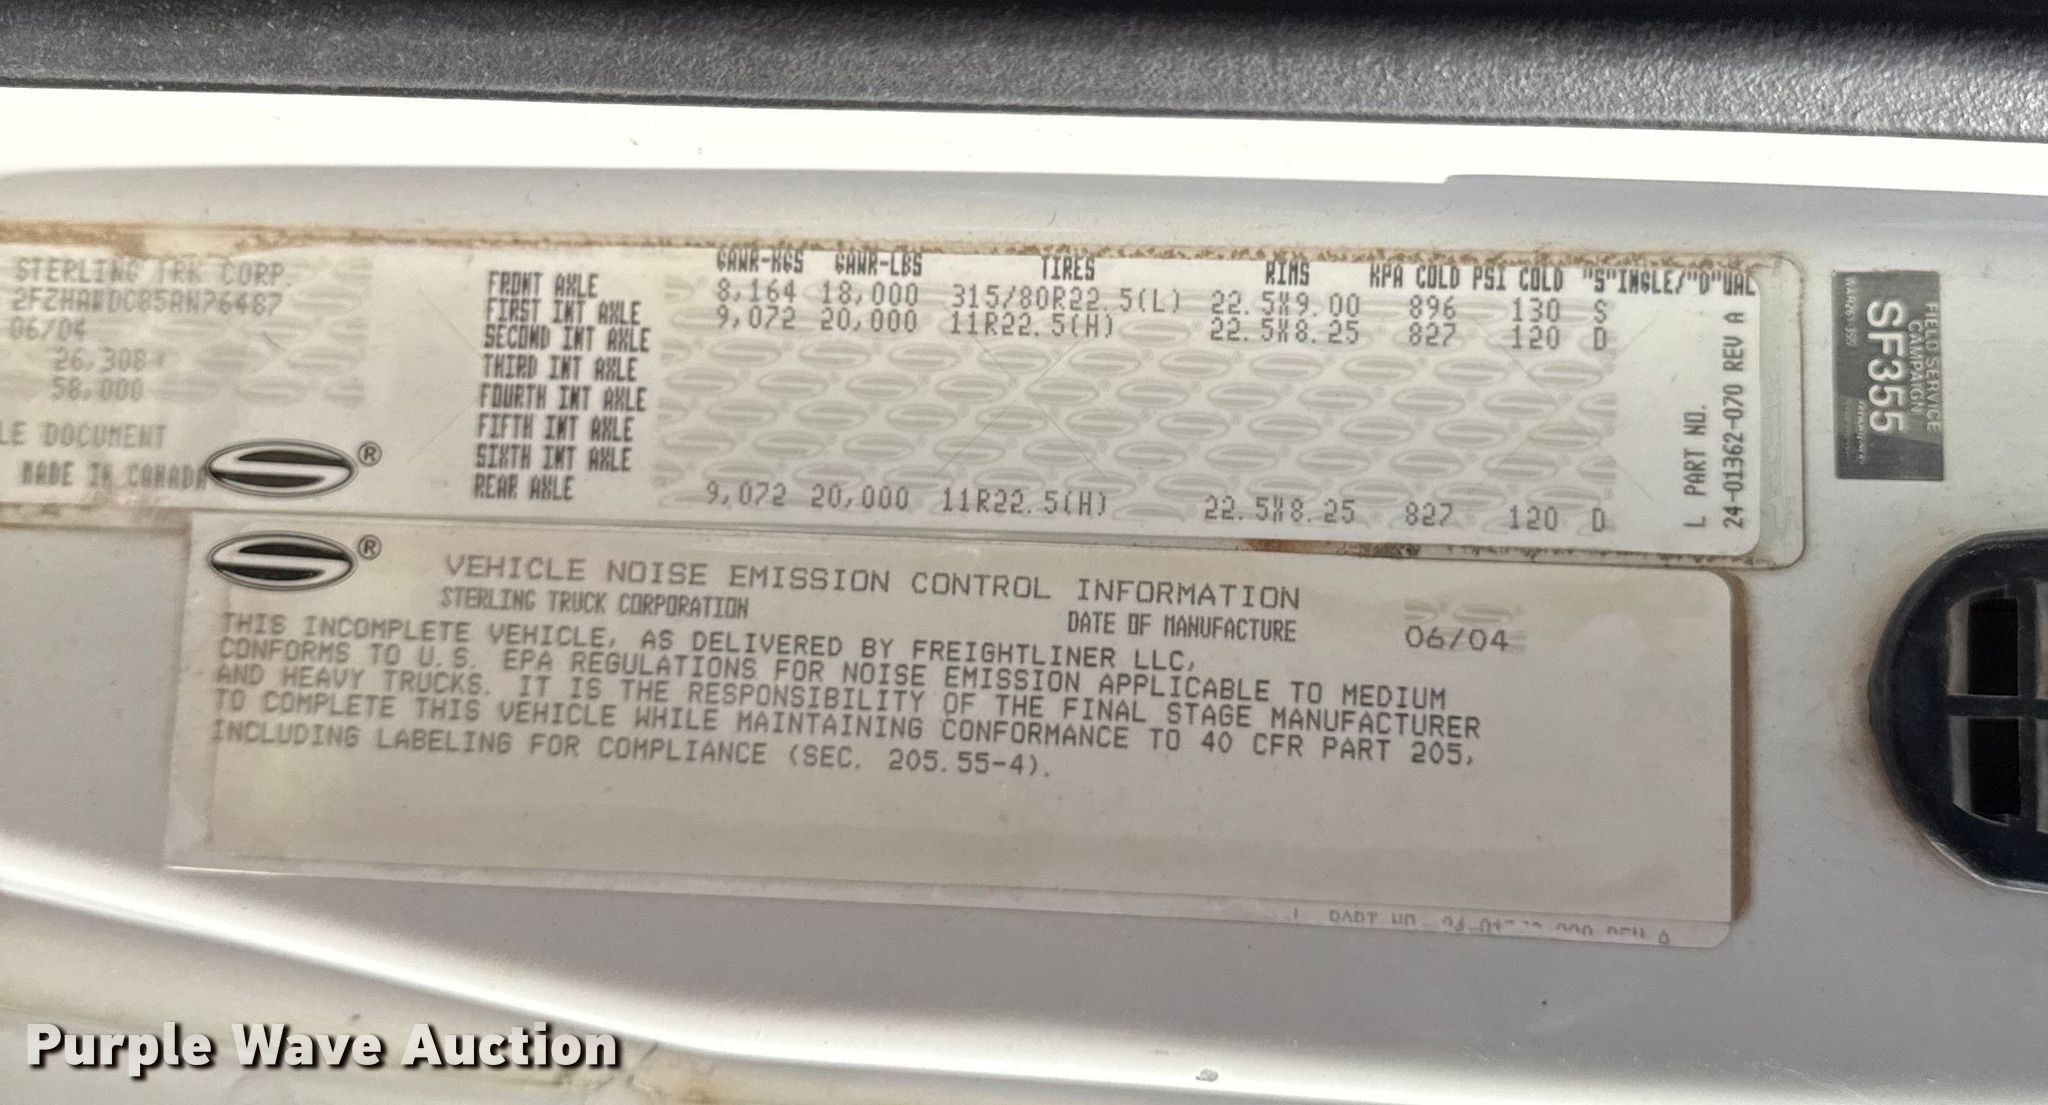 STERLING TRK CORP.
2FZHAWDC85AN76487
06/04
26,308
58,000
LE DOCUMENT
MADE IN CANADA
®
GAWR-KGS GAWR-LBS TIRES RIMS KPA COLD PSI COLD "S"INGLE/"D"UAL
FRONT AXLE 8,164 18,000 315/80R22.5(L) 22.5X9.00 896 130 S
FIRST INT AXLE 9,072 20,000 11R22.5(H) 22.5X8.25 827 120 D
SECOND INT AXLE
THIRD INT AXLE
FOURTH INT AXLE
FIFTH INT AXLE
SIXTH INT AXLE
REAR AXLE 9,072 20,000 11R22.5(H) 22.5X8.25 827 120 D
L PART NO.
24-01362-070 REV A
FIELD SERVICE
CAMPAIGN
SF355
®
VEHICLE NOISE EMISSION CONTROL INFORMATION
STERLING TRUCK CORPORATION DATE OF MANUFACTURE 06/04
THIS INCOMPLETE VEHICLE, AS DELIVERED BY FREIGHTLINER LLC,
CONFORMS TO U.S. EPA REGULATIONS FOR NOISE EMISSION APPLICABLE TO MEDIUM
AND HEAVY TRUCKS. IT IS THE RESPONSIBILITY OF THE FINAL STAGE MANUFACTURER
TO COMPLETE THIS VEHICLE WHILE MAINTAINING CONFORMANCE TO 40 CFR PART 205,
INCLUDING LABELING FOR COMPLIANCE (SEC. 205.55-4).
Purple Wave Auction